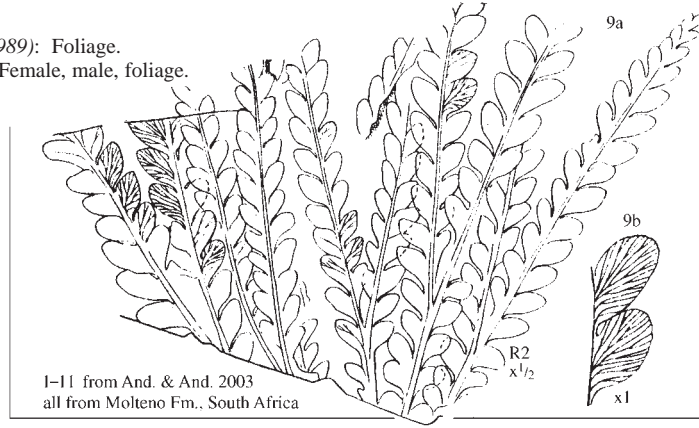 989): Foliage.
Female, male, foliage.
9a
9b
R2
x1/2
x1
1–11 from And. & And. 2003
all from Molteno Fm., South Africa